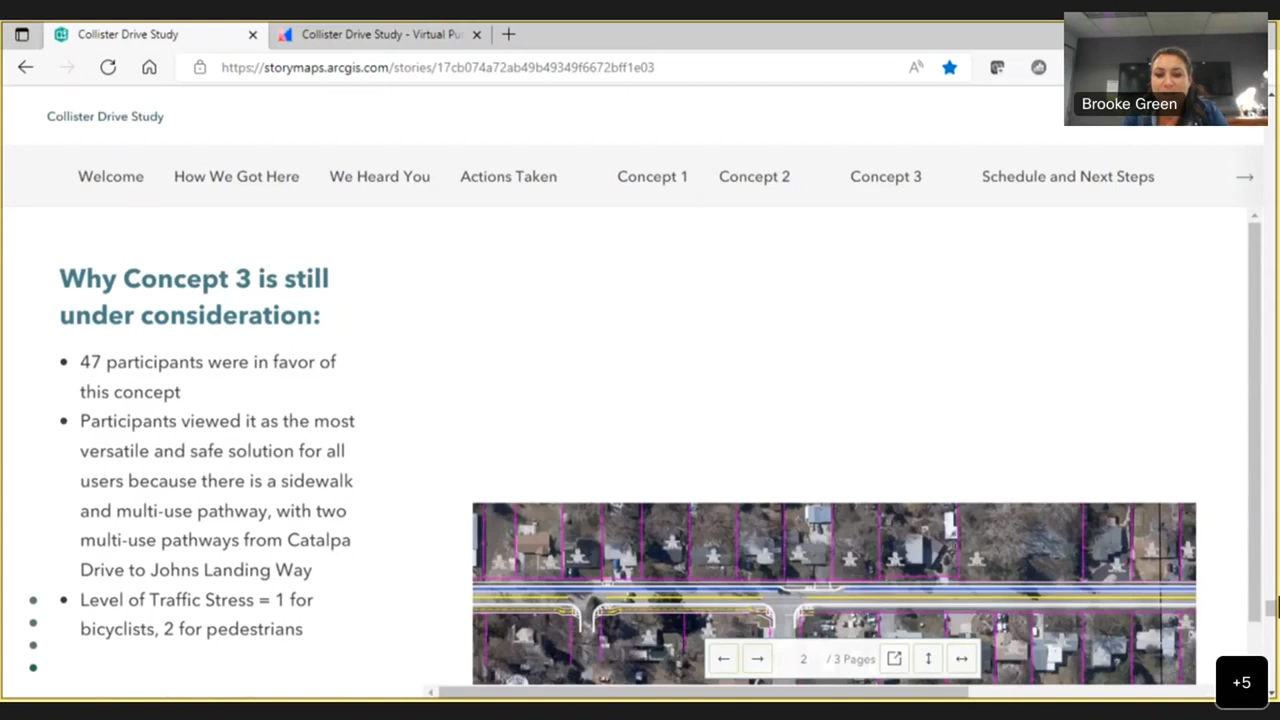 Collister Drive Study
Collister Drive Study - Virtual Pu
https://storymaps.arcgis.com/stories/17cb074a72ab49b49349f6672bff1e03
Brooke Green
Collister Drive Study
Welcome
How We Got Here
We Heard You
Actions Taken
Concept 1
Concept 2
Concept 3
Schedule and Next Steps
Why Concept 3 is still
under consideration:
47 participants were in favor of
this concept
Participants viewed it as the most
versatile and safe solution for all
users because there is a sidewalk
and multi-use pathway, with two
multi-use pathways from Catalpa
Drive to Johns Landing Way
Level of Traffic Stress = 1 for
bicyclists, 2 for pedestrians
2 / 3 Pages
+5